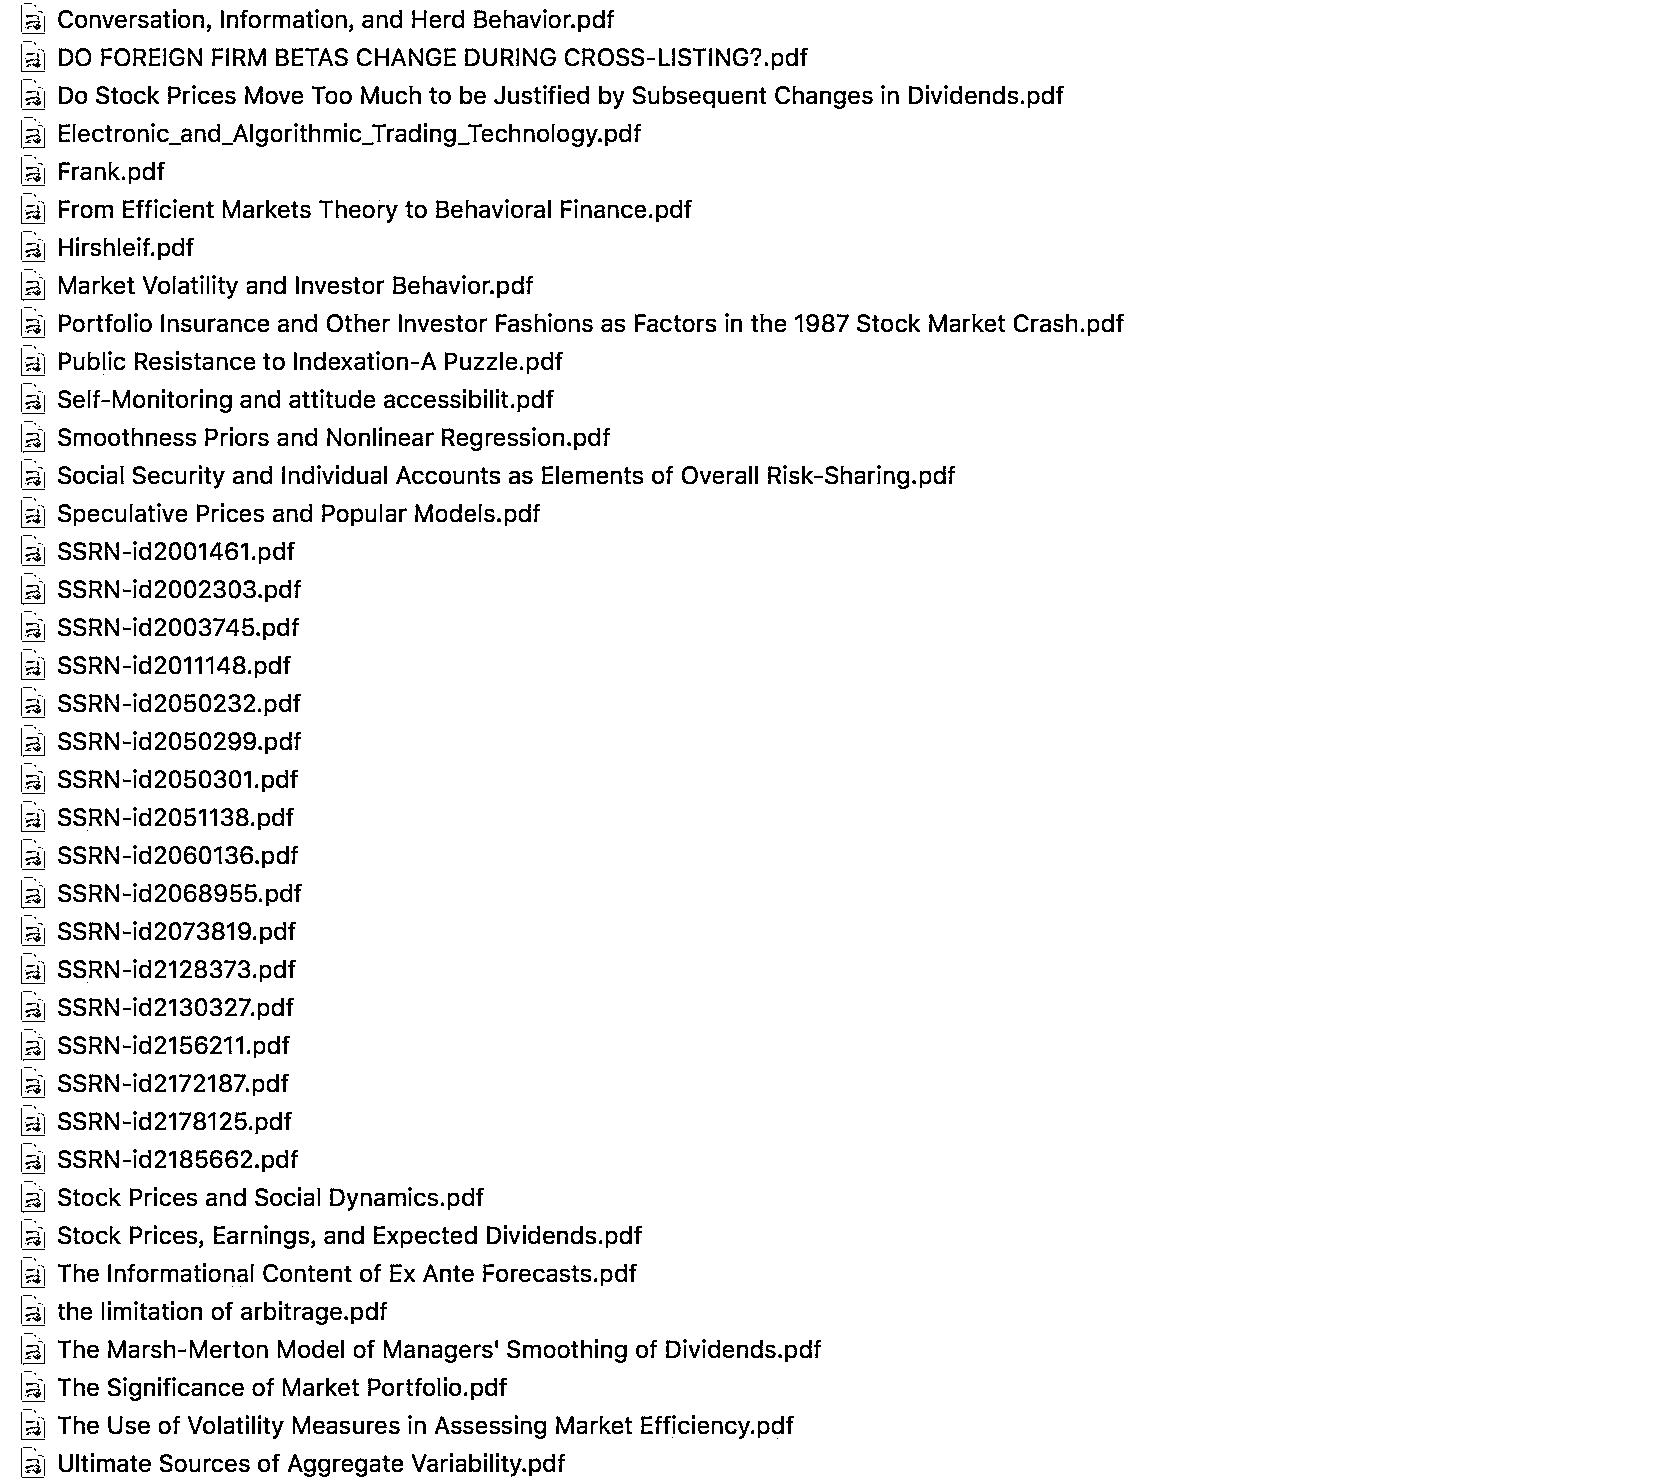 Conversation, Information, and Herd Behavior.pdf
DO FOREIGN FIRM BETAS CHANGE DURING CROSS-LISTING?.pdf
Do Stock Prices Move Too Much to be Justified by Subsequent Changes in Dividends.pdf
Electronic_and_Algorithmic_Trading_Technology.pdf
Frank.pdf
From Efficient Markets Theory to Behavioral Finance.pdf
Hirshleif.pdf
Market Volatility and Investor Behavior.pdf
Portfolio Insurance and Other Investor Fashions as Factors in the 1987 Stock Market Crash.pdf
Public Resistance to Indexation-A Puzzle.pdf
Self-Monitoring and attitude accessibilit.pdf
Smoothness Priors and Nonlinear Regression.pdf
Social Security and Individual Accounts as Elements of Overall Risk-Sharing.pdf
Speculative Prices and Popular Models.pdf
SSRN-id2001461.pdf
SSRN-id2002303.pdf
SSRN-id2003745.pdf
SSRN-id2011148.pdf
SSRN-id2050232.pdf
SSRN-id2050299.pdf
SSRN-id2050301.pdf
SSRN-id2051138.pdf
SSRN-id2060136.pdf
SSRN-id2068955.pdf
SSRN-id2073819.pdf
SSRN-id2128373.pdf
SSRN-id2130327.pdf
SSRN-id2156211.pdf
SSRN-id2172187.pdf
SSRN-id2178125.pdf
SSRN-id2185662.pdf
Stock Prices and Social Dynamics.pdf
Stock Prices, Earnings, and Expected Dividends.pdf
The Informational Content of Ex Ante Forecasts.pdf
the limitation of arbitrage.pdf
The Marsh-Merton Model of Managers' Smoothing of Dividends.pdf
The Significance of Market Portfolio.pdf
The Use of Volatility Measures in Assessing Market Efficiency.pdf
Ultimate Sources of Aggregate Variability.pdf